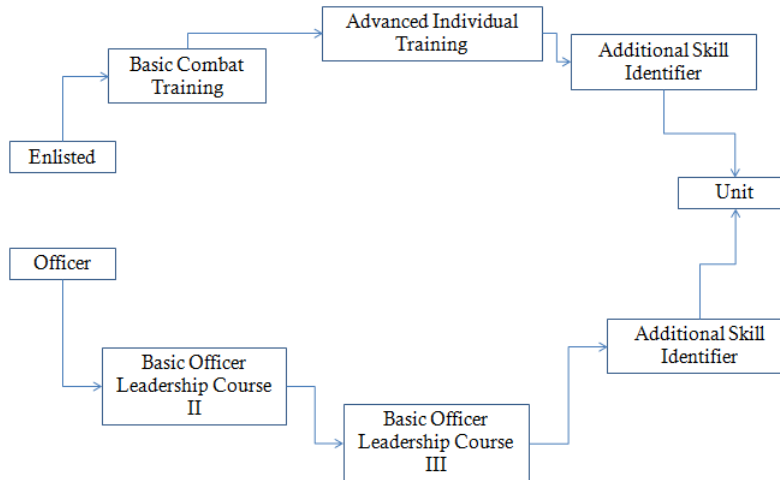 Advanced Individual
Training
Basic Combat
Training
Additional Skill
Identifier
Enlisted
Unit
Officer
Additional Skill
Identifier
Basic Officer
Leadership Course
II
Basic Officer
Leadership Course
III